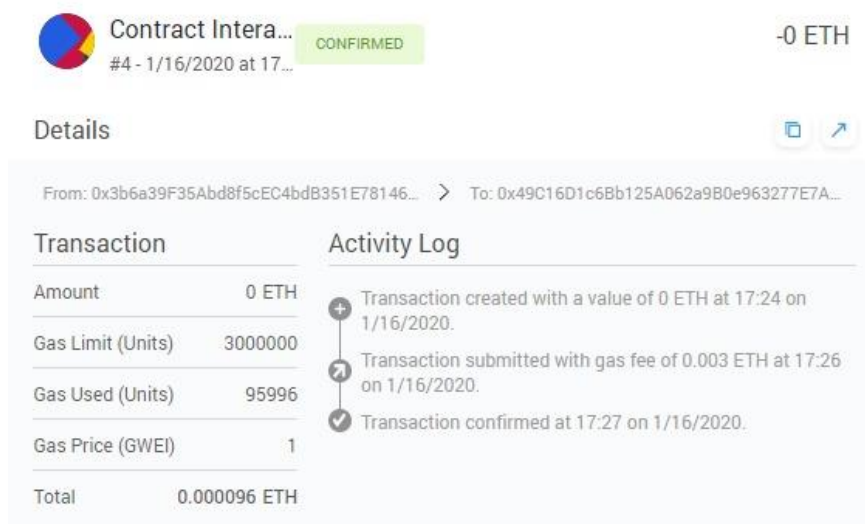 Contract Intera...
CONFIRMED
-0 ETH
#4 - 1/16/2020 at 17...
Details
From: 0x3b6a39F35Abd8f5cEC4bdB351E78146...
To: 0x49C16D1c6Bb125A062a9B0e963277E7A...
Transaction
Amount 0 ETH
Gas Limit (Units) 3000000
Gas Used (Units) 95996
Gas Price (GWEI) 1
Total 0.000096 ETH
Activity Log
Transaction created with a value of 0 ETH at 17:24 on
1/16/2020.
Transaction submitted with gas fee of 0.003 ETH at 17:26
on 1/16/2020.
Transaction confirmed at 17:27 on 1/16/2020.